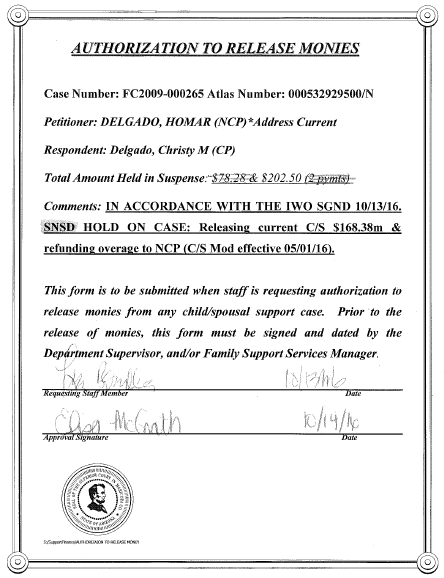 AUTHORIZATION TO RELEASE MONIES
Case Number: FC2009-000265 Atlas Number: 000532929500/N
Petitioner: DELGADO, HOMAR (NCP)*Address Current
Respondent: Delgado, Christy M (CP)
Total Amount Held in Suspense: $78.28 & $202.50 (2 pymts)
Comments: IN ACCORDANCE WITH THE IWO SGND 10/13/16.
SNSD HOLD ON CASE: Releasing current C/S $168.38m &
refunding overage to NCP (C/S Mod effective 05/01/16).
This form is to be submitted when staff is requesting authorization to
release monies from any child/spousal support case. Prior to the
release of monies, this form must be signed and dated by the
Department Supervisor, and/or Family Support Services Manager.
10/13/16
Requesting Staff Member Date
Elisa McGrath 10/14/16
Approval Signature Date